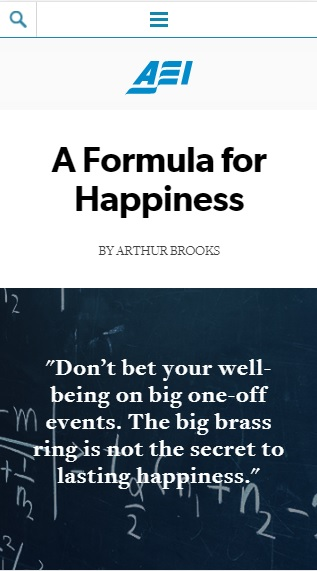 AEI
A Formula for
Happiness
BY ARTHUR BROOKS
"Don’t bet your well-
being on big one-off
events. The big brass
ring is not the secret to
lasting happiness."